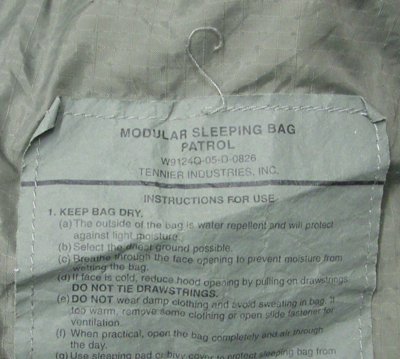 MODULAR SLEEPING BAG
PATROL
W9124Q-05-D-0826
TENNIER INDUSTRIES, INC.
INSTRUCTIONS FOR USE
1. KEEP BAG DRY.
(a) The outside of the bag is water repellent and will protect
against light moisture.
(b) Select the driest ground possible.
(c) Breathe through the face opening to prevent moisture from
wetting the bag.
(d) If face is cold, reduce hood opening by pulling on drawstrings.
DO NOT TIE DRAWSTRINGS.
(e) DO NOT wear damp clothing and avoid sweating in bag. If
too warm, remove some clothing or open slide fastener for
ventilation.
(f) When practical, open the bag completely and air through
the day.
(g) Use sleeping bag cover to protect sleeping bag from